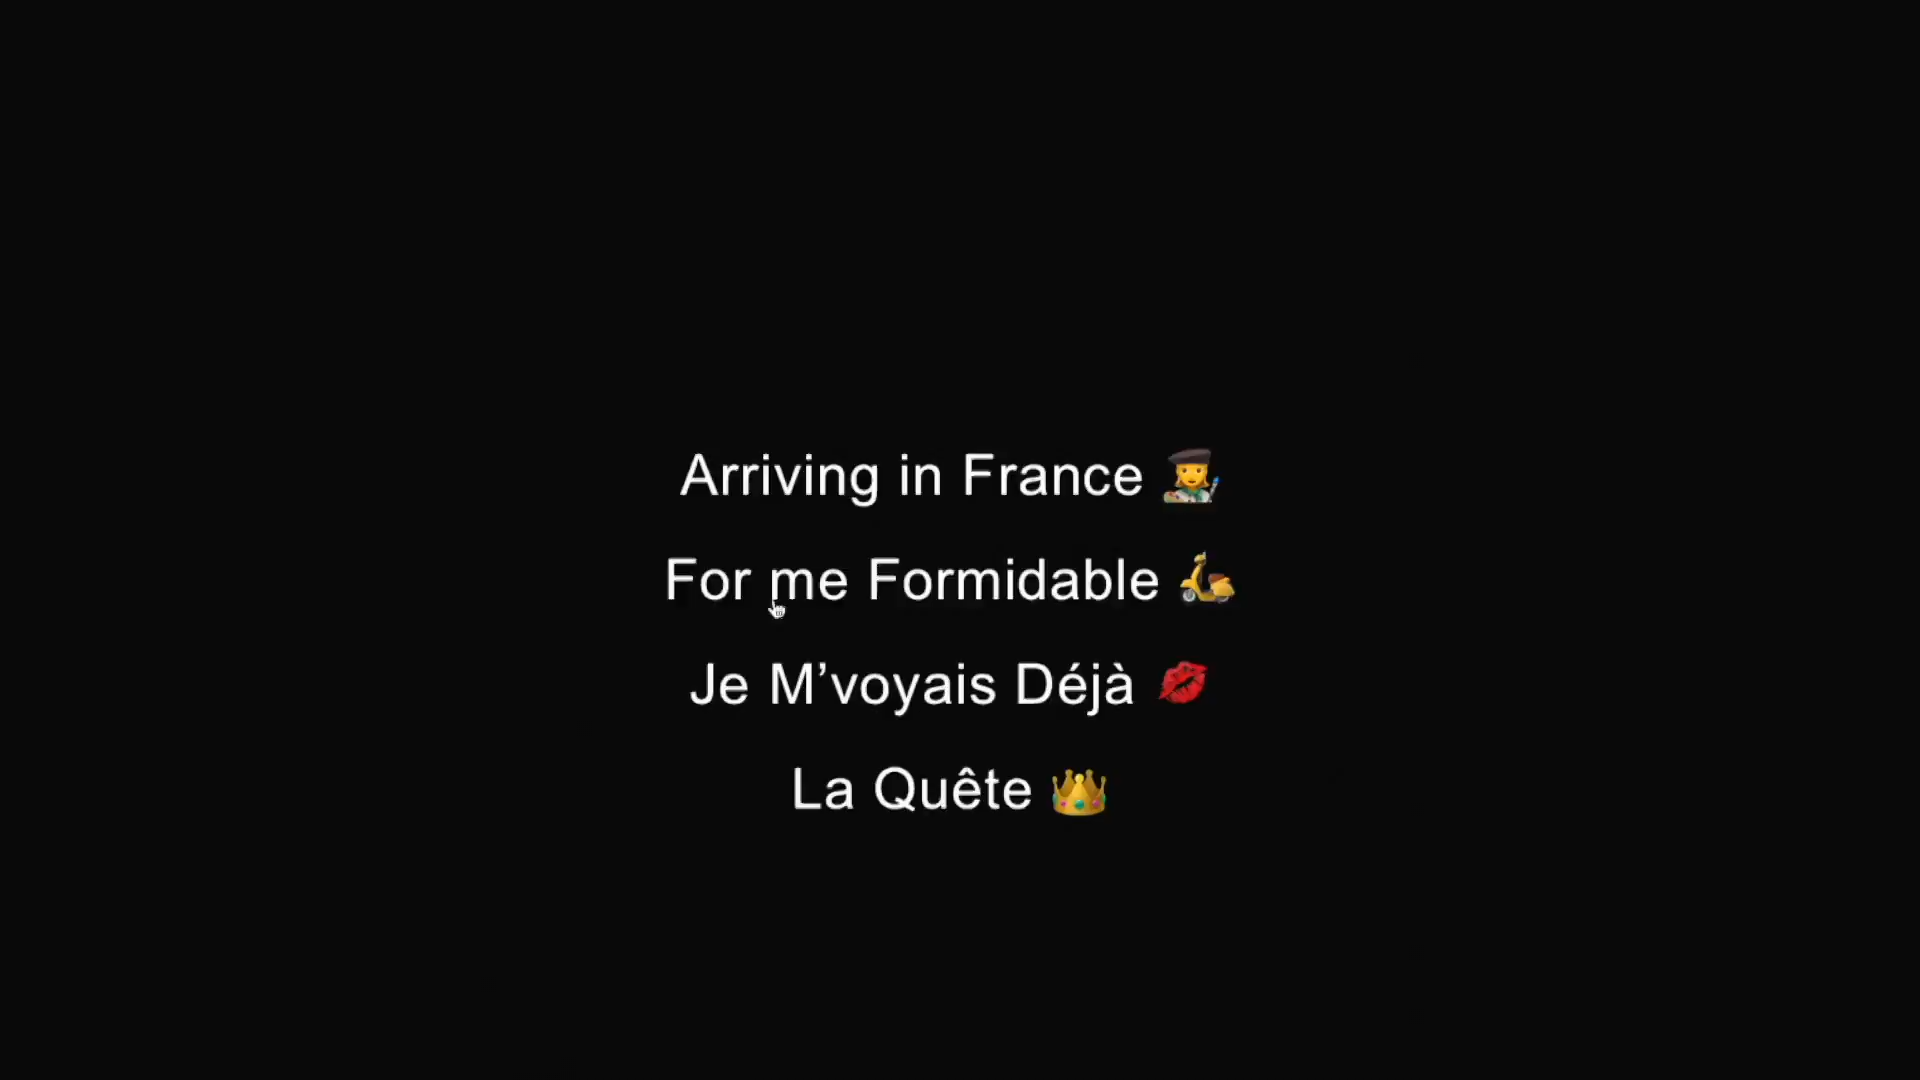 Arriving in France 👩‍🎨
For me Formidable 🛵
Je M’voyais Déjà 💋
La Quête 👑